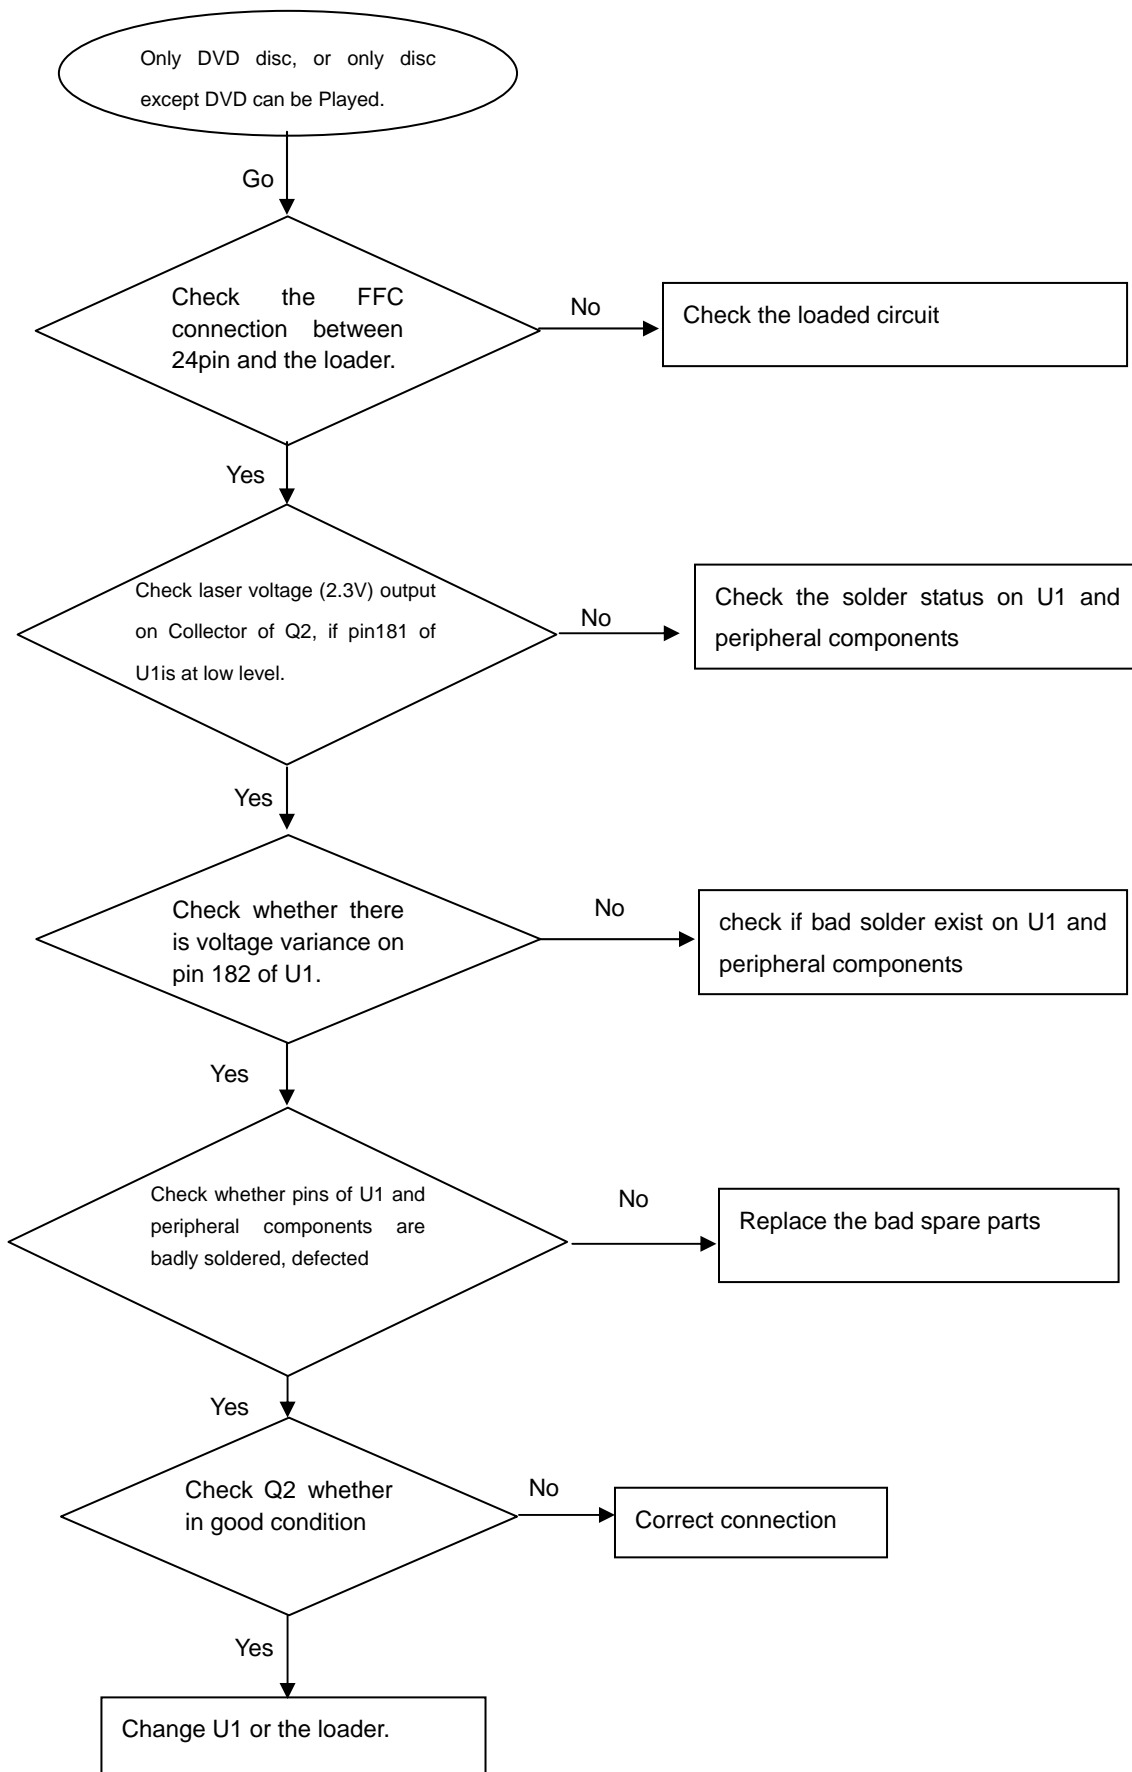 Only DVD disc, or only disc
except DVD can be Played.
Go
Check the FFC
connection between
24pin and the loader.
No
Check the loaded circuit
Yes
Check laser voltage (2.3V) output
on Collector of Q2, if pin181 of
U1is at low level.
No
Check the solder status on U1 and
peripheral components
Yes
Check whether there
is voltage variance on
pin 182 of U1.
No
check if bad solder exist on U1 and
peripheral components
Yes
Check whether pins of U1 and
peripheral components are
badly soldered, defected
No
Replace the bad spare parts
Yes
Check Q2 whether
in good condition
No
Correct connection
Yes
Change U1 or the loader.